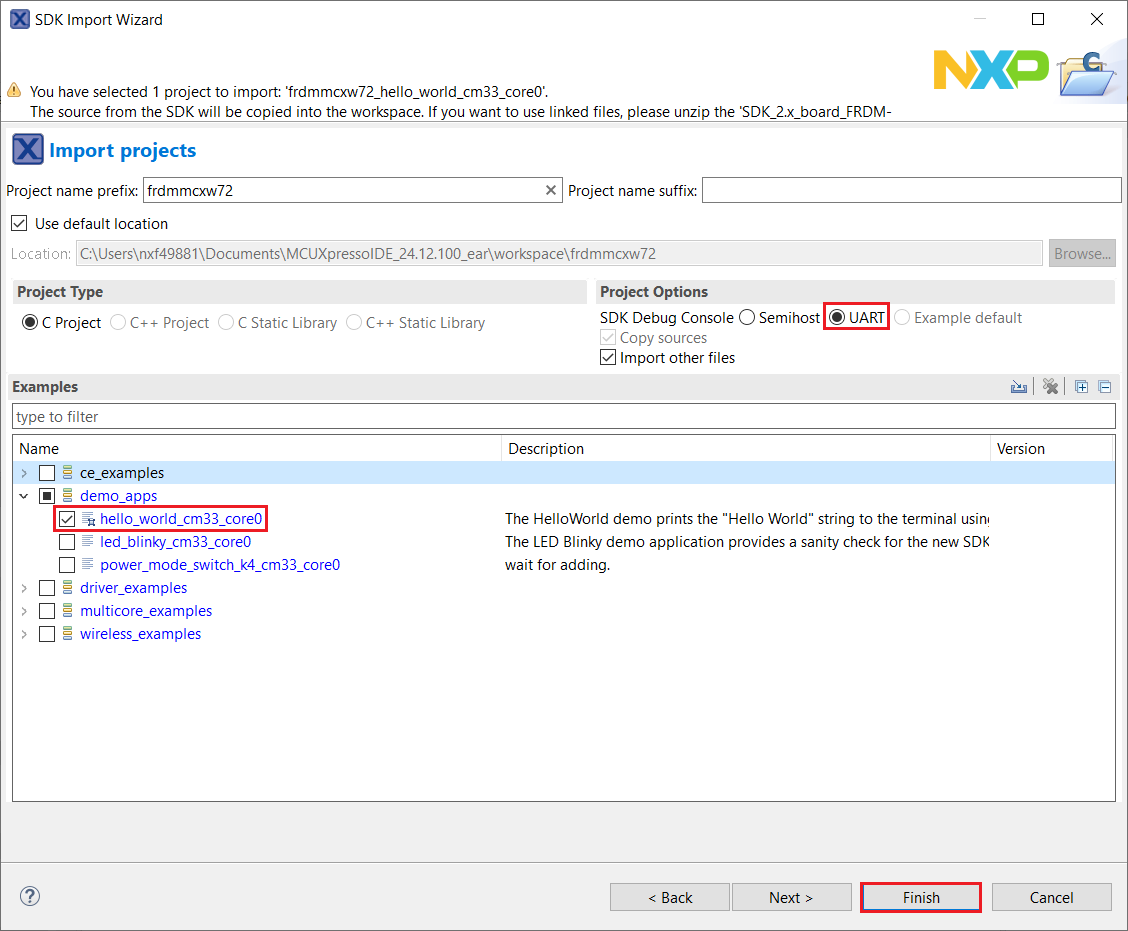 SDK Import Wizard
NXP
You have selected 1 project to import: 'frdmmcxw72_hello_world_cm33_core0'.
The source from the SDK will be copied into the workspace. If you want to use linked files, please unzip the 'SDK_2.x_board_FRDM-
Import projects
Project name prefix: frdmmcxw72 Project name suffix:
Use default location
Location: C:\Users\nxf49881\Documents\MCUXpressoIDE_24.12.100_ear\workspace\frdmmcxw72 Browse...
Project Type
C Project C++ Project C Static Library C++ Static Library
Project Options
SDK Debug Console Semihost UART Example default
Copy sources
Import other files
Examples
type to filter
Name Description Version
ce_examples
demo_apps
hello_world_cm33_core0 The HelloWorld demo prints the "Hello World" string to the terminal using
led_blinky_cm33_core0 The LED Blinky demo application provides a sanity check for the new SDK
power_mode_switch_k4_cm33_core0 wait for adding.
driver_examples
multicore_examples
wireless_examples
< Back Next > Finish Cancel